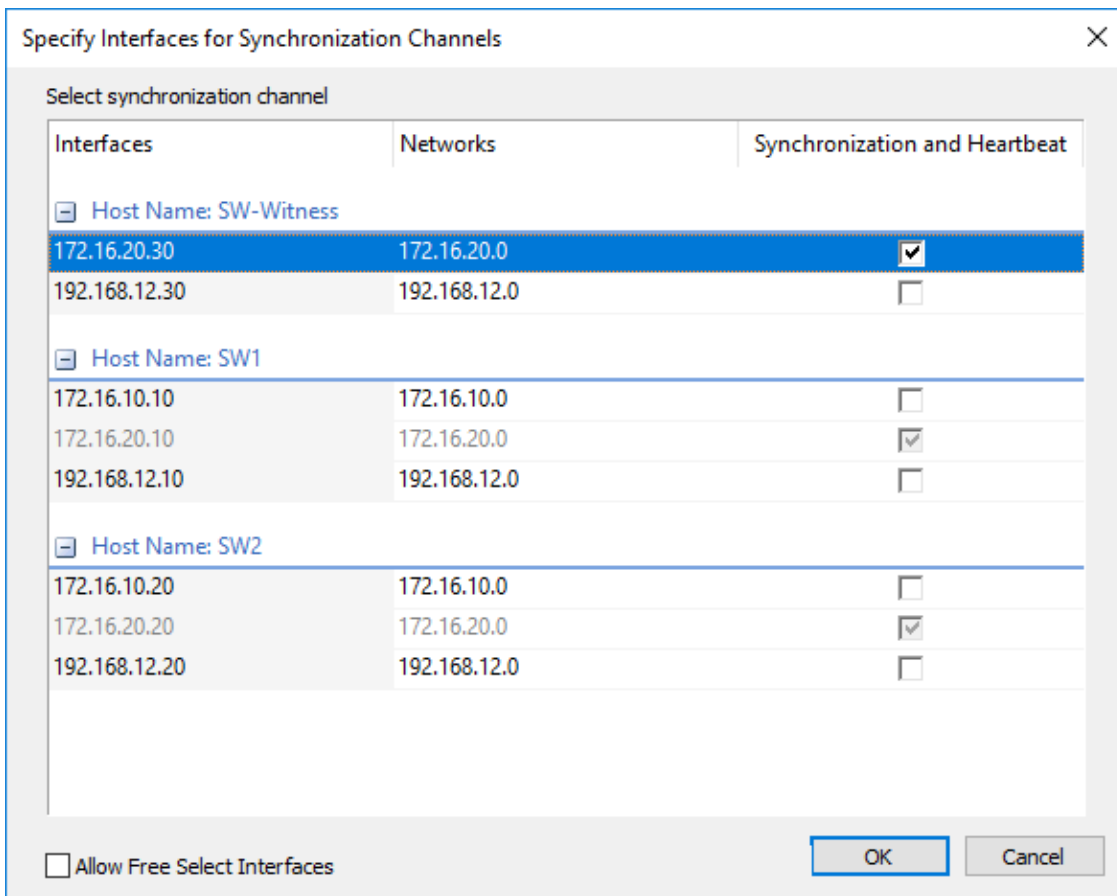 Specify Interfaces for Synchronization Channels
Select synchronization channel
Interfaces Networks Synchronization and Heartbeat
Host Name: SW-Witness
172.16.20.30 172.16.20.0
192.168.12.30 192.168.12.0
Host Name: SW1
172.16.10.10 172.16.10.0
172.16.20.10 172.16.20.0
192.168.12.10 192.168.12.0
Host Name: SW2
172.16.10.20 172.16.10.0
172.16.20.20 172.16.20.0
192.168.12.20 192.168.12.0
Allow Free Select Interfaces OK Cancel